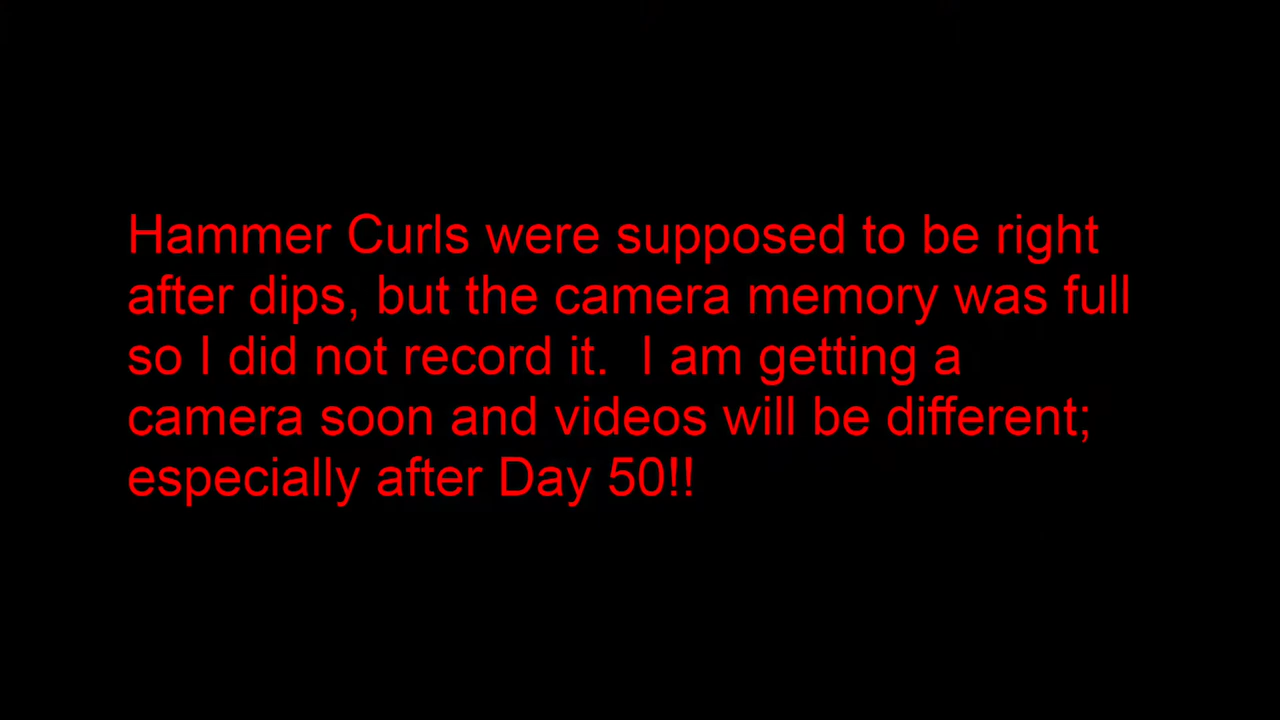 Hammer Curls were supposed to be right
after dips, but the camera memory was full
so I did not record it.  I am getting a
camera soon and videos will be different;
especially after Day 50!!